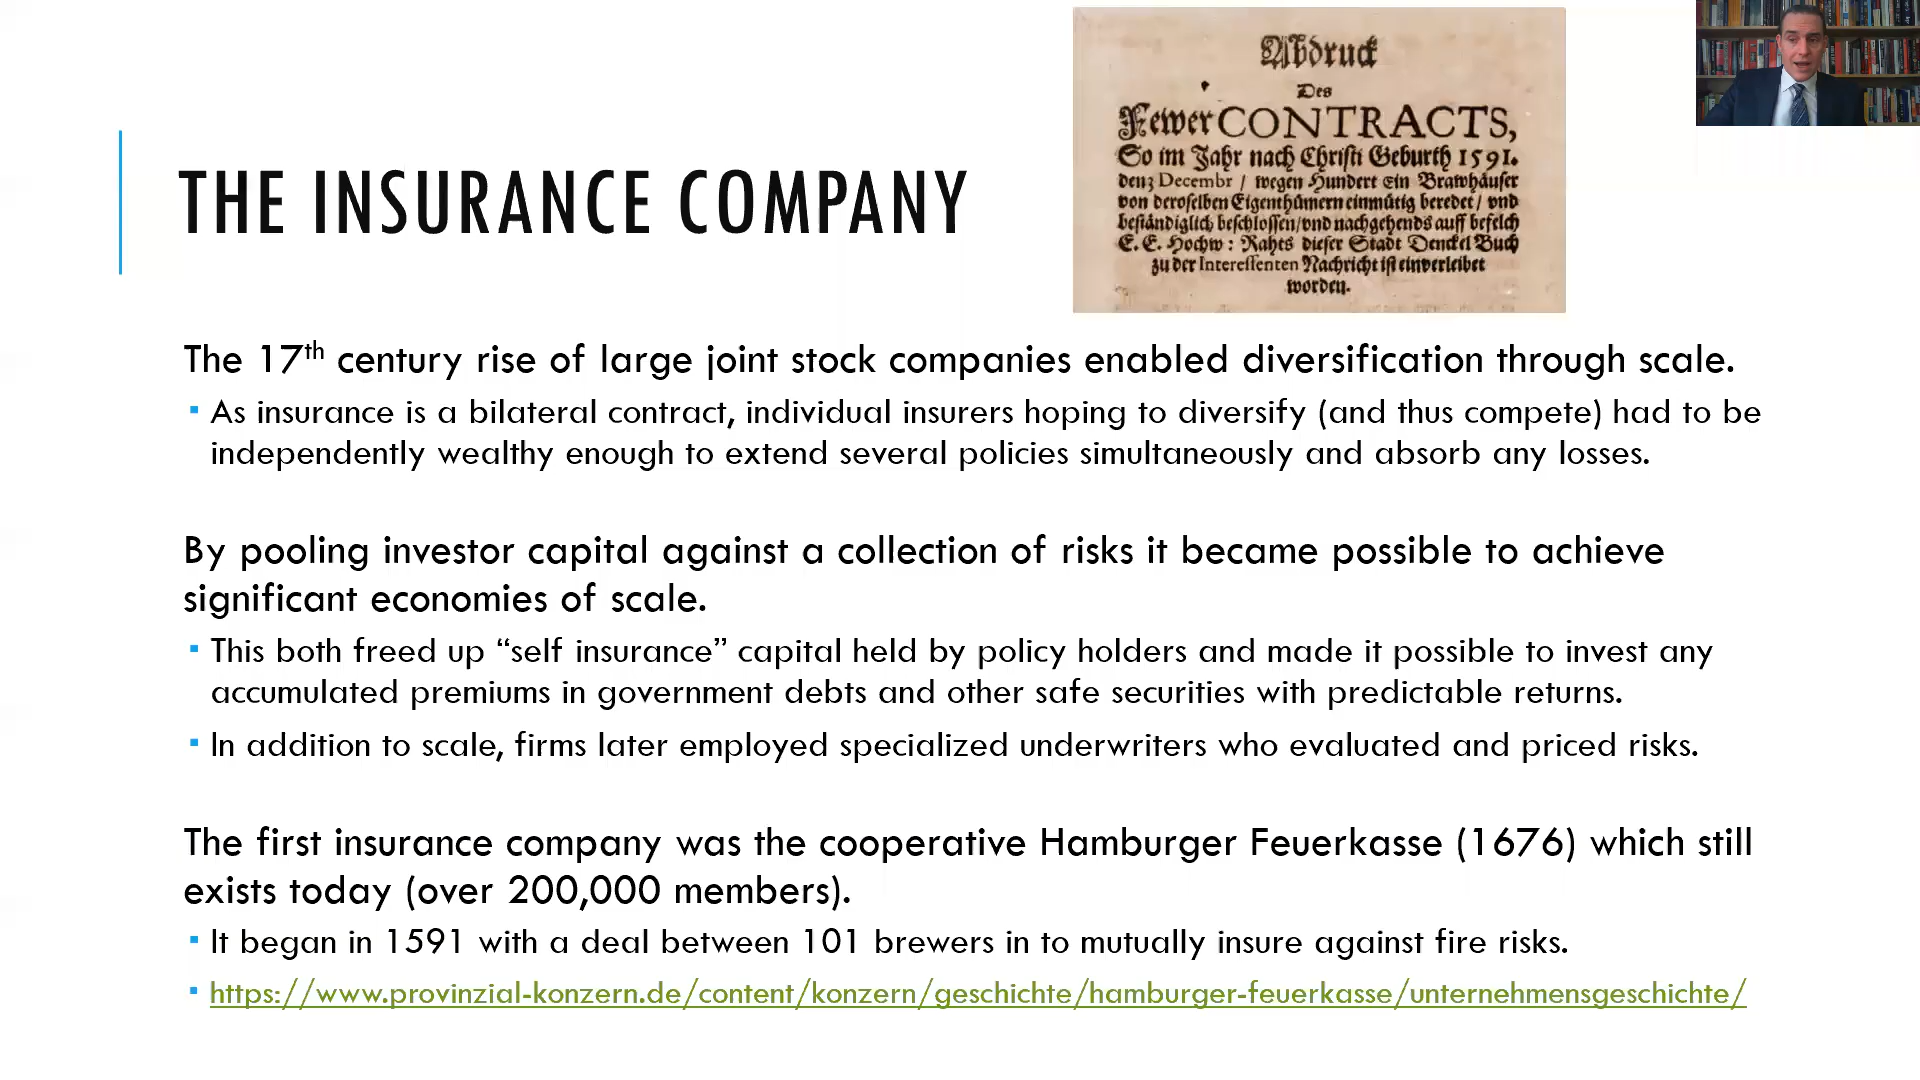 Abdruck
Des
FewerCONTRACTS,
So im Jahr nach Christi Geburth 1591.
den 3 Decembr / wegen Hundert ein Brawhäuser
von deroselben Eigenthümern einmütig beredet / vnd
beständiglich beschlossen/vnd nachgehends auff befelch
E. E. Hochw: Rahts dieser Stadt Denckel Buch
zu der Interessenten Nachricht ist einverleibet
worden.
THE INSURANCE COMPANY
The 17th century rise of large joint stock companies enabled diversification through scale.
▪ As insurance is a bilateral contract, individual insurers hoping to diversify (and thus compete) had to be
independently wealthy enough to extend several policies simultaneously and absorb any losses.
By pooling investor capital against a collection of risks it became possible to achieve
significant economies of scale.
▪ This both freed up “self insurance” capital held by policy holders and made it possible to invest any
accumulated premiums in government debts and other safe securities with predictable returns.
▪ In addition to scale, firms later employed specialized underwriters who evaluated and priced risks.
The first insurance company was the cooperative Hamburger Feuerkasse (1676) which still
exists today (over 200,000 members).
▪ It began in 1591 with a deal between 101 brewers in to mutually insure against fire risks.
▪ https://www.provinzial-konzern.de/content/konzern/geschichte/hamburger-feuerkasse/unternehmensgeschichte/